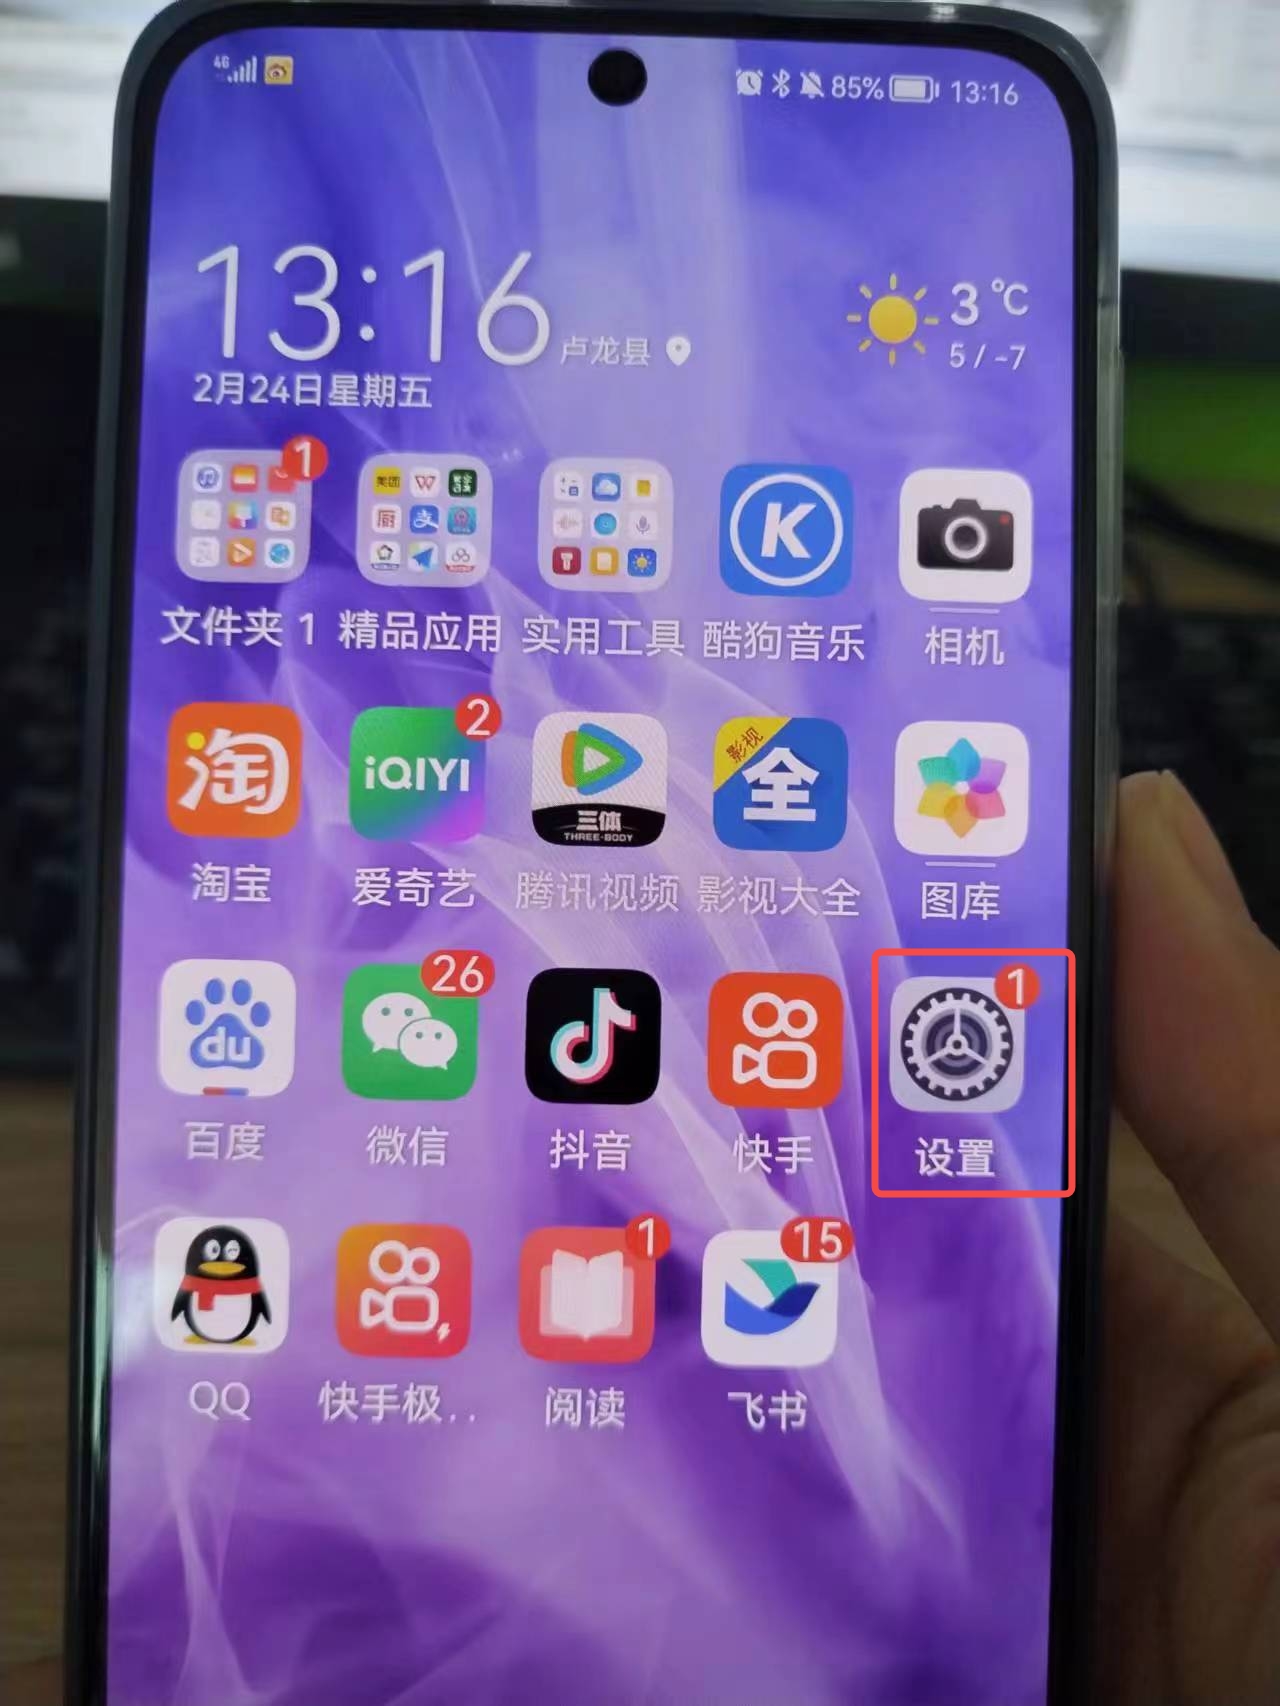 4G
85% 13:16
13:16
卢龙县
3℃
5 / -7
2月24日星期五
1
美团
文件夹 1
精品应用
实用工具
K
酷狗音乐
相机
淘
淘宝
2
iQIYI
爱奇艺
三体
THREE-BODY
腾讯视频
影视
全
影视大全
图库
du
百度
26
微信
抖音
快手
1
设置
QQ
快手极...
1
阅读
15
飞书